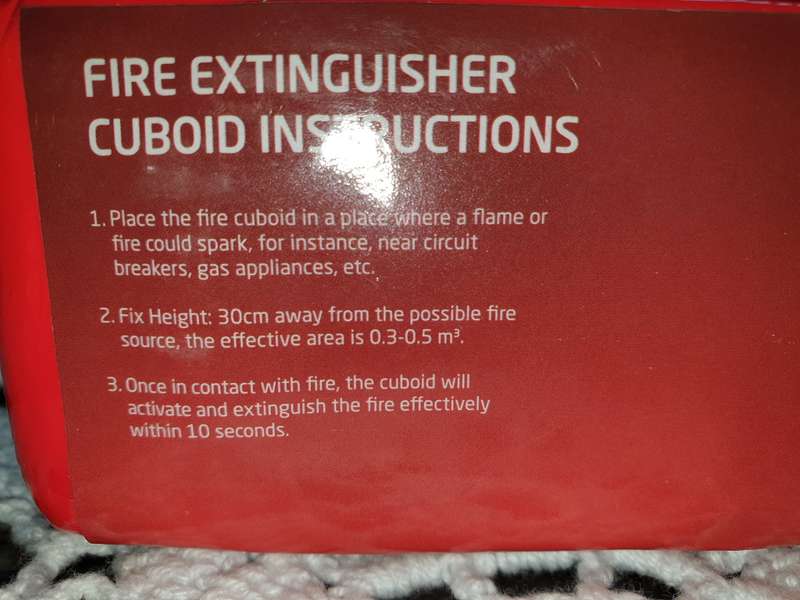 FIRE EXTINGUISHER
CUBOID INSTRUCTIONS
1. Place the fire cuboid in a place where a flame or
fire could spark, for instance, near circuit
breakers, gas appliances, etc.
2. Fix Height: 30cm away from the possible fire
source, the effective area is 0.3-0.5 m³.
3. Once in contact with fire, the cuboid will
activate and extinguish the fire effectively
within 10 seconds.